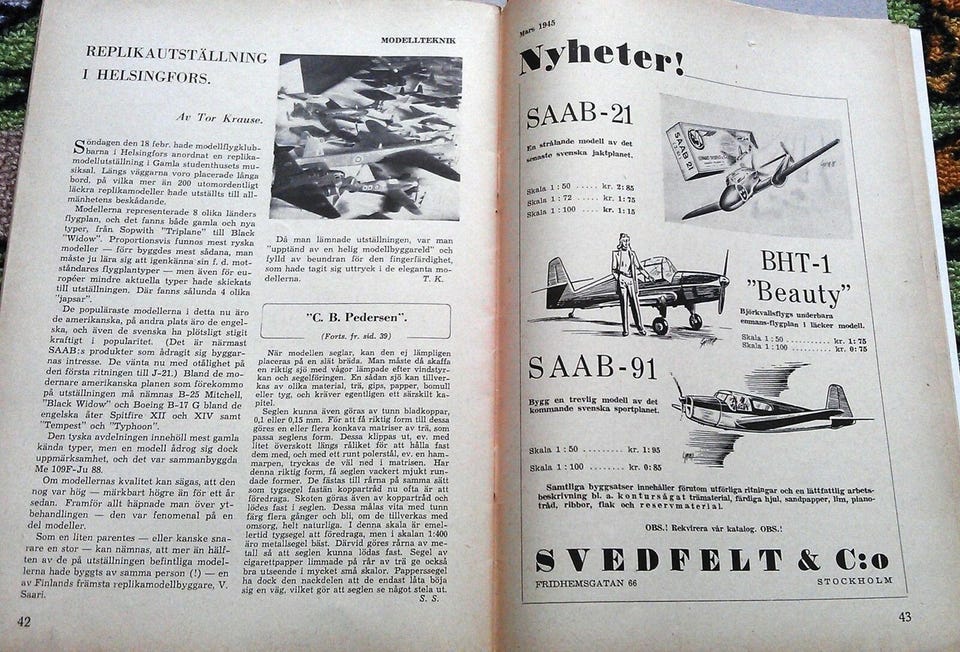 MODELLTEKNIK
REPLIKAUTSTÄLLNING
I HELSINGFORS.
Av Tor Krause.
Söndagen den 18 febr. hade modellflygklub-
barna i Helsingfors anordnat en replika-
modellutställning i Gamla studenthusets mu-
siksal. Längs väggarna voro placerade långa
bord, på vilka mer än 200 utomordentligt
läckra replikamodeller hade utställts till all-
mänhetens beskådande.
Modellerna representerade 8 olika länders
flygplan, och det fanns både gamla och nya
typer, från Sopwith "Triplane" till Black
"Widow". Proportionsvis funnos mest ryska
modeller — förr byggdes mest sådana, man
måste ju lära sig att igenkänna sin f. d. mot-
ståndares flygplantyper — men även för eu-
ropéer mindre aktuella typer hade skickats
till utställningen. Där fanns sålunda 4 olika
"japsar".
De populäraste modellerna i detta nu äro
de amerikanska, på andra plats äro de engel-
ska, och även de svenska ha plötsligt stigit
kraftigt i popularitet. (Det är närmast
SAAB:s produkter som ådragit sig byggar-
nas intresse. De vänta nu med otålighet på
den första ritningen till J-21.) Bland de mo-
dernare amerikanska planen som förekommo
på utställningen må nämnas B-25 Mitchell,
"Black Widow" och Boeing B-17 G bland de
engelska åter Spitfire XII och XIV samt
"Tempest" och "Typhoon".
Den tyska avdelningen innehöll mest gamla
kända typer, men en modell ådrog sig dock
uppmärksamhet, och det var sammanbyggda
Me 109F-Ju 88.
Om modellernas kvalitet kan sägas, att den
nog var hög — märkbart högre än för ett år
sedan. Framför allt häpnade man över yt-
behandlingen — den var fenomenal på en
del modeller.
Som en liten parentes — eller kanske sna-
rare en stor — kan nämnas, att mer än hälf-
ten av de på utställningen befintliga model-
lerna hade byggts av samma person (!) — en
av Finlands främsta replikamodellbyggare, V.
Saari.
Då man lämnade utställningen, var man
"upptänd av en helig modellbyggareld" och
fylld av beundran för den fingerfärdighet,
som hade tagit sig uttryck i de eleganta mo-
dellerna. T. K.
"C. B. Pedersen".
(Forts. fr. sid. 39)
När modellen seglar, kan den ej lämpligen
placeras på en slät bräda. Man måste då skaffa
en riktig sjö med vågor lämpade efter vindstyr-
kan och segelföringen. En sådan sjö kan tillver-
kas av olika material, trä, gips, papper, bomull
eller tyg, och kräver egentligen ett särskilt ka-
pitel.
Seglen kunna även göras av tunn bladkoppar,
0,1 eller 0,15 mm. För att få riktig form till dessa
göres en eller flera konkava matriser av trä, som
passa seglens form. Dessa klippas ut, ev. med
litet överskott längs råliket för att hålla fast
dem med, och med ett runt polerstål, ev. en ham-
marpen, tryckas de väl ned i matrisen. Har
denna riktig form, få seglen vackert mjukt run-
dade former. De fästas till rårna på samma sätt
som tygsegel fastän koppartråd nu ofta är att
föredraga. Skoten göras även av koppartråd och
lödes fast i seglen. Dessa målas vita med tunn
färg flera gånger och bli, om de tillverkas med
omsorg, helt naturliga. I denna skala är emel-
lertid tygsegel att föredraga, men i skalan 1:400
äro metallsegel bäst. Därvid göres rårna av me-
tall så att seglen kunna lödas fast. Segel av
cigarettpapper limmade på rår av trä ge också
bra utseende i mycket små skalor. Papperssegel
ha dock den nackdelen att de endast låta böja
sig en väg, vilket gör att seglen se något stela ut.
S. S.
42
Mars 1945
Nyheter!
SAAB-21
En strålande modell av det
senaste svenska jaktplanet.
Skala 1:50 ..... kr. 2:85
Skala 1:72 ..... kr. 1:75
Skala 1:100 .... kr. 1:15
SAAB 21
BHT-1
"Beauty"
Björkvallsflygs underbara
enmans-flygplan i läcker modell.
Skala 1:50 ........... kr. 1:75
Skala 1:100 .......... kr. 0:75
SAAB-91
Bygg en trevlig modell av det
kommande svenska sportplanet.
Skala 1:50 ........ kr. 1:95
Skala 1:100 ....... kr. 0:85
Samtliga byggsatser innehåller förutom utförliga ritningar och en lättfattlig arbets-
beskrivning bl. a. kontursågat trämaterial, färdiga hjul, sandpapper, lim, piano-
tråd, ribbor, flak och reservmaterial.
OBS.! Rekvirera vår katalog. OBS.!
SVEDFELT & C:o
FRIDHEMSGATAN 66
STOCKHOLM
43